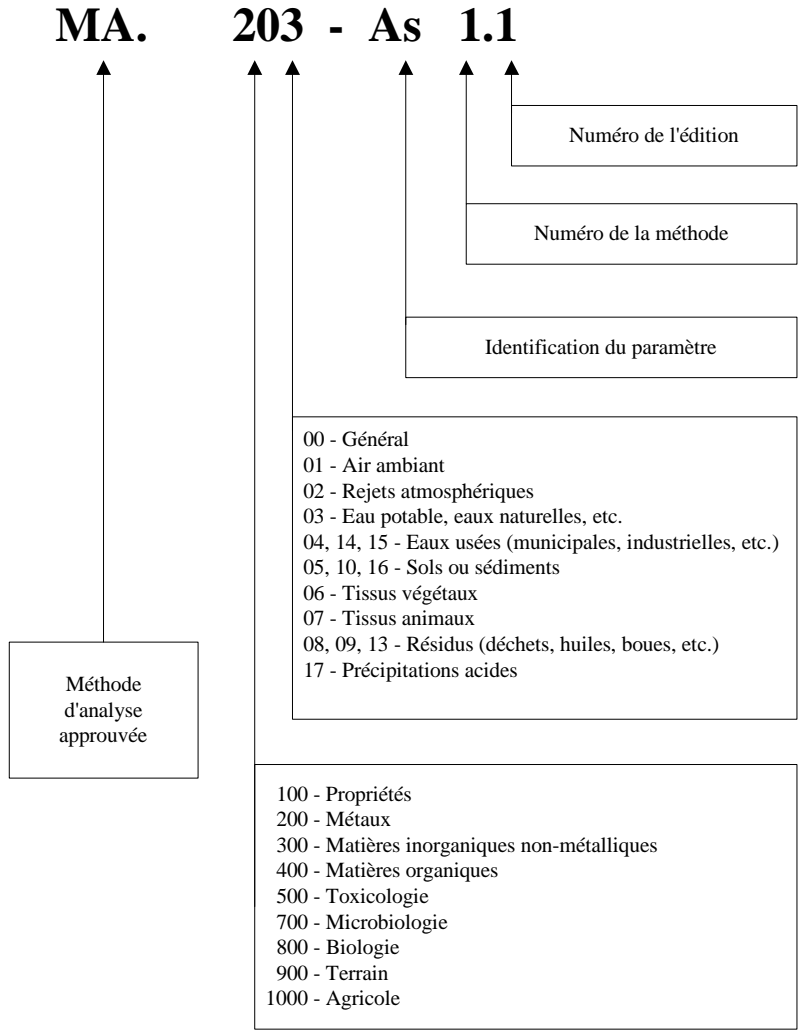 MA. 203 - As 1.1
Numéro de l'édition
Numéro de la méthode
Identification du paramètre
00 - Général
01 - Air ambiant
02 - Rejets atmosphériques
03 - Eau potable, eaux naturelles, etc.
04, 14, 15 - Eaux usées (municipales, industrielles, etc.)
05, 10, 16 - Sols ou sédiments
06 - Tissus végétaux
07 - Tissus animaux
08, 09, 13 - Résidus (déchets, huiles, boues, etc.)
17 - Précipitations acides
Méthode
d'analyse
approuvée
100 - Propriétés
200 - Métaux
300 - Matières inorganiques non-métalliques
400 - Matières organiques
500 - Toxicologie
700 - Microbiologie
800 - Biologie
900 - Terrain
1000 - Agricole